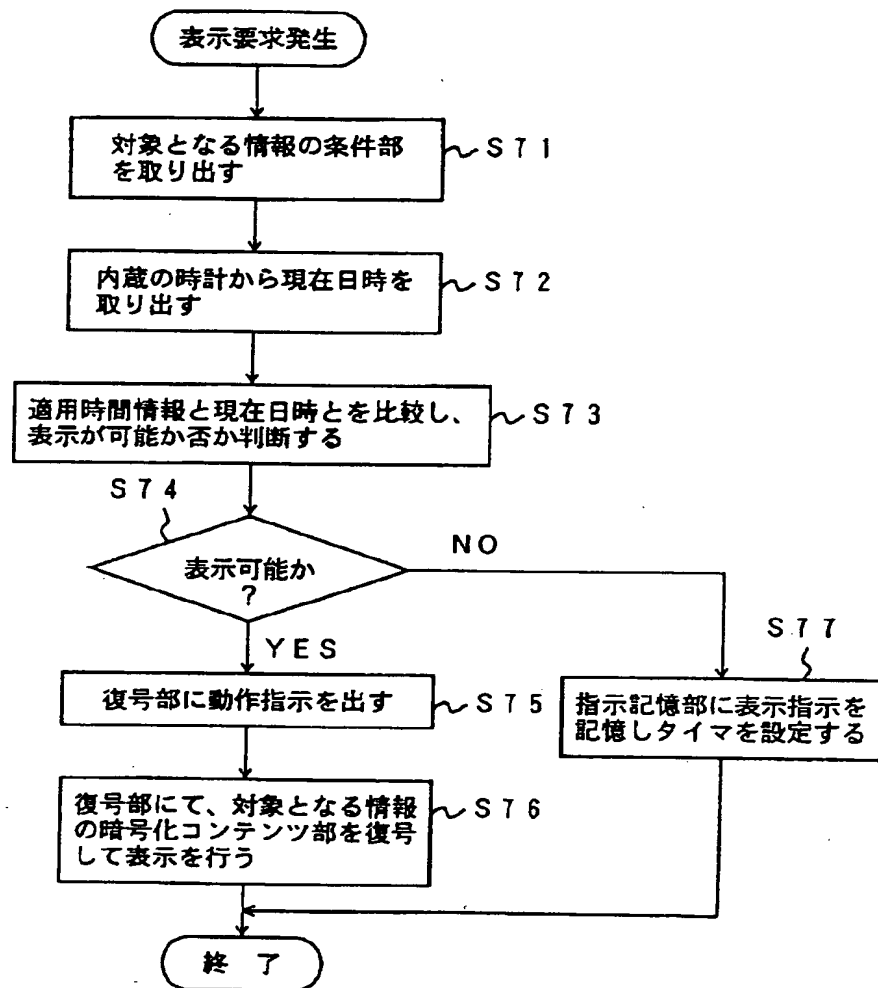 表示要求発生
対象となる情報の条件部
を取り出す
S71
内蔵の時計から現在日時を
取り出す
S72
適用時間情報と現在日時とを比較し、
表示が可能か否か判断する
S73
S74
表示可能か
?
NO
YES
S77
復号部に動作指示を出す
S75
指示記憶部に表示指示を
記憶しタイマを設定する
復号部にて、対象となる情報
の暗号化コンテンツ部を復号
して表示を行う
S76
終 了